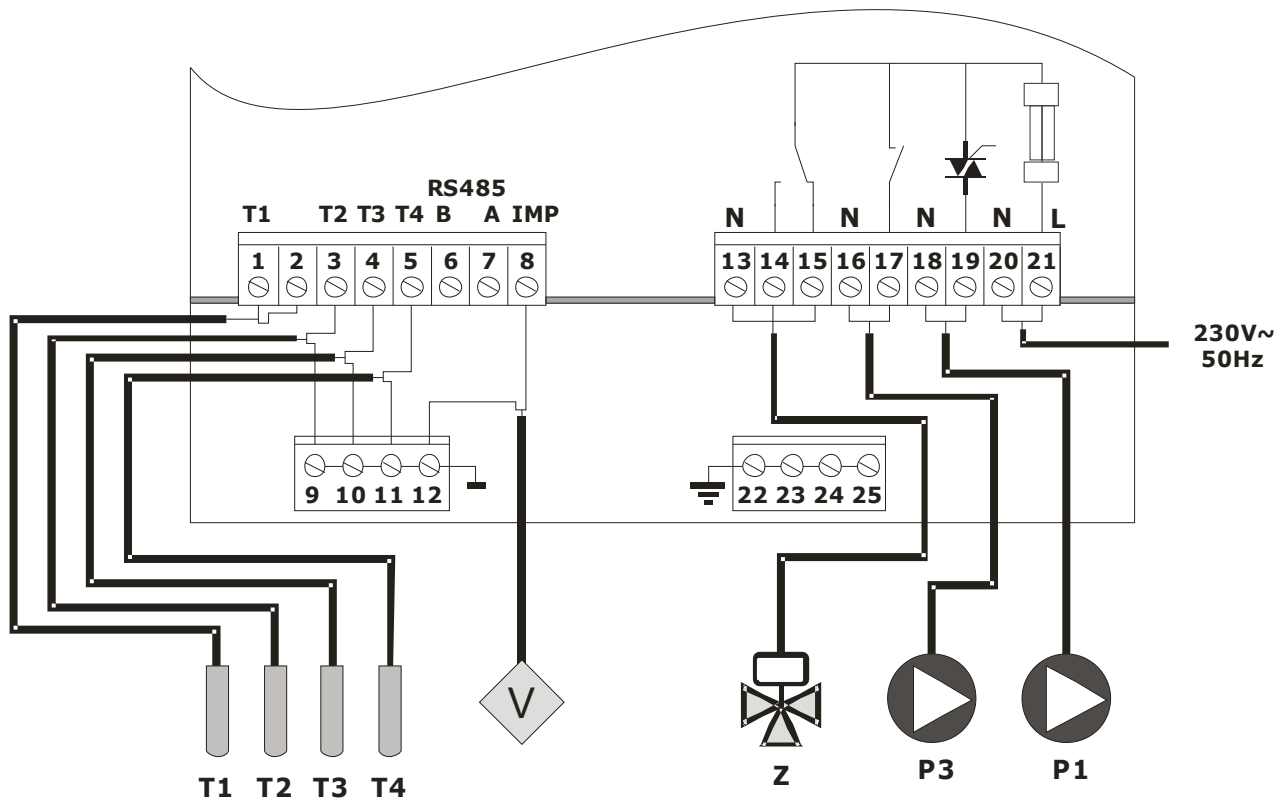 RS485
T1 T2 T3 T4 B A IMP
N N N N L
1 2 3 4 5 6 7 8
13 14 15 16 17 18 19 20 21
230V~
50Hz
9 10 11 12
22 23 24 25
V
T1 T2 T3 T4
Z
P3
P1